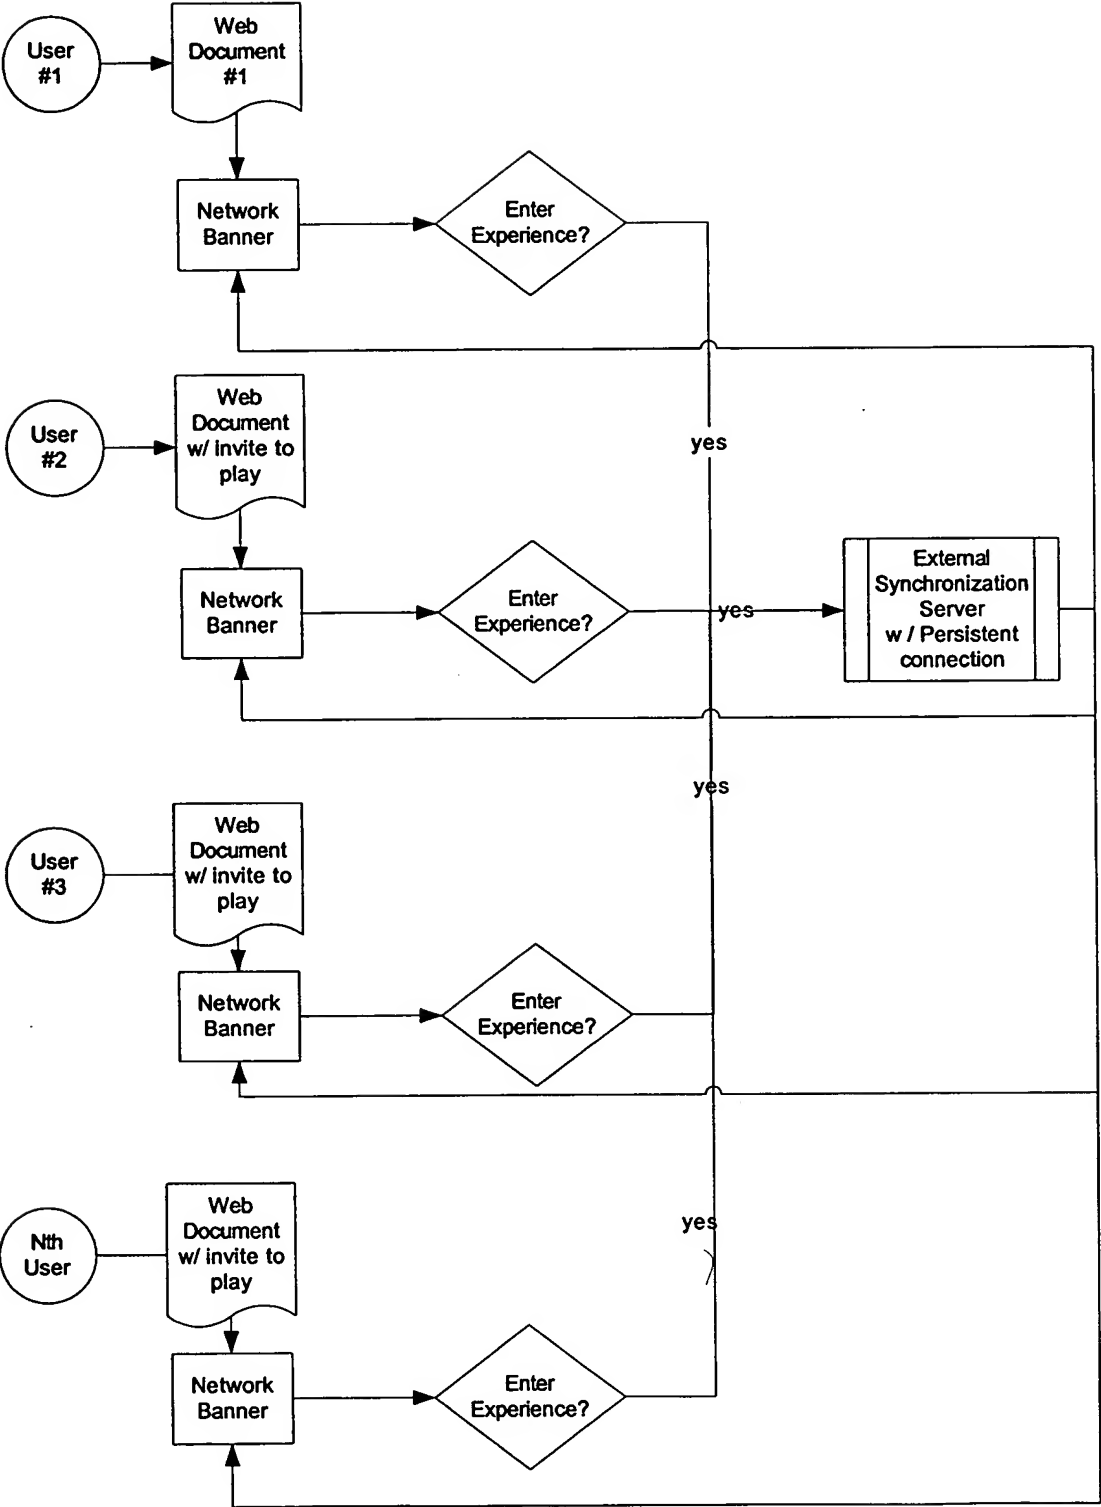 User
#1
Web
Document
#1
Network
Banner
Enter
Experience?
yes
User
#2
Web
Document
w/ invite to
play
Network
Banner
Enter
Experience?
yes
External
Synchronization
Server
w / Persistent
connection
yes
User
#3
Web
Document
w/ invite to
play
Network
Banner
Enter
Experience?
yes
Nth
User
Web
Document
w/ invite to
play
Network
Banner
Enter
Experience?